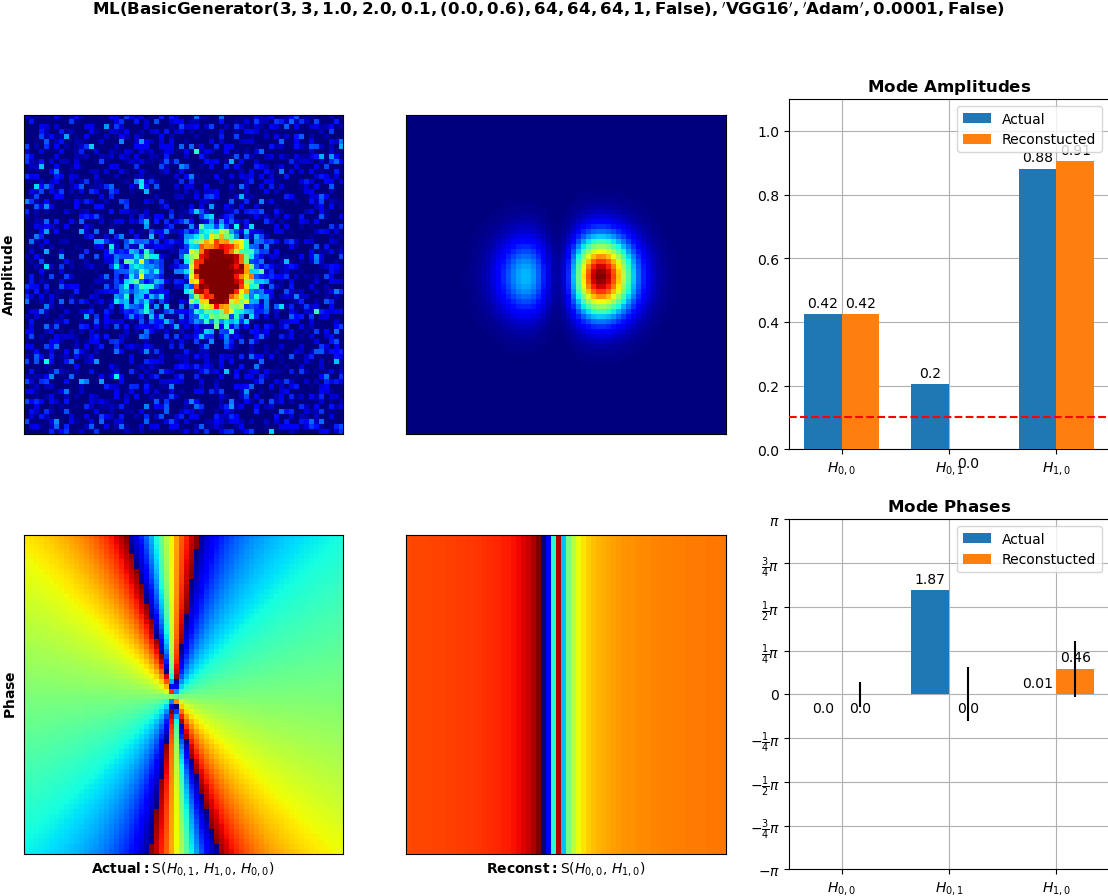 ML(BasicGenerator(3, 3, 1.0, 2.0, 0.1, (0.0, 0.6), 64, 64, 64, 1, False), ′VGG16′, ′Adam′, 0.0001, False)
Mode Amplitudes
Actual
Reconstucted
1.0
0.8
0.6
0.4
0.2
0.0
0.42
0.42
0.2
0.0
0.88
0.91
H0,0
H0,1
H1,0
Amplitude
Mode Phases
Actual
Reconstucted
π
3/4π
1/2π
1/4π
0
−1/4π
−1/2π
−3/4π
−π
0.0
0.0
1.87
0.0
0.01
0.46
H0,0
H0,1
H1,0
Phase
Actual: S(H0,1, H1,0, H0,0)
Reconst: S(H0,0, H1,0)